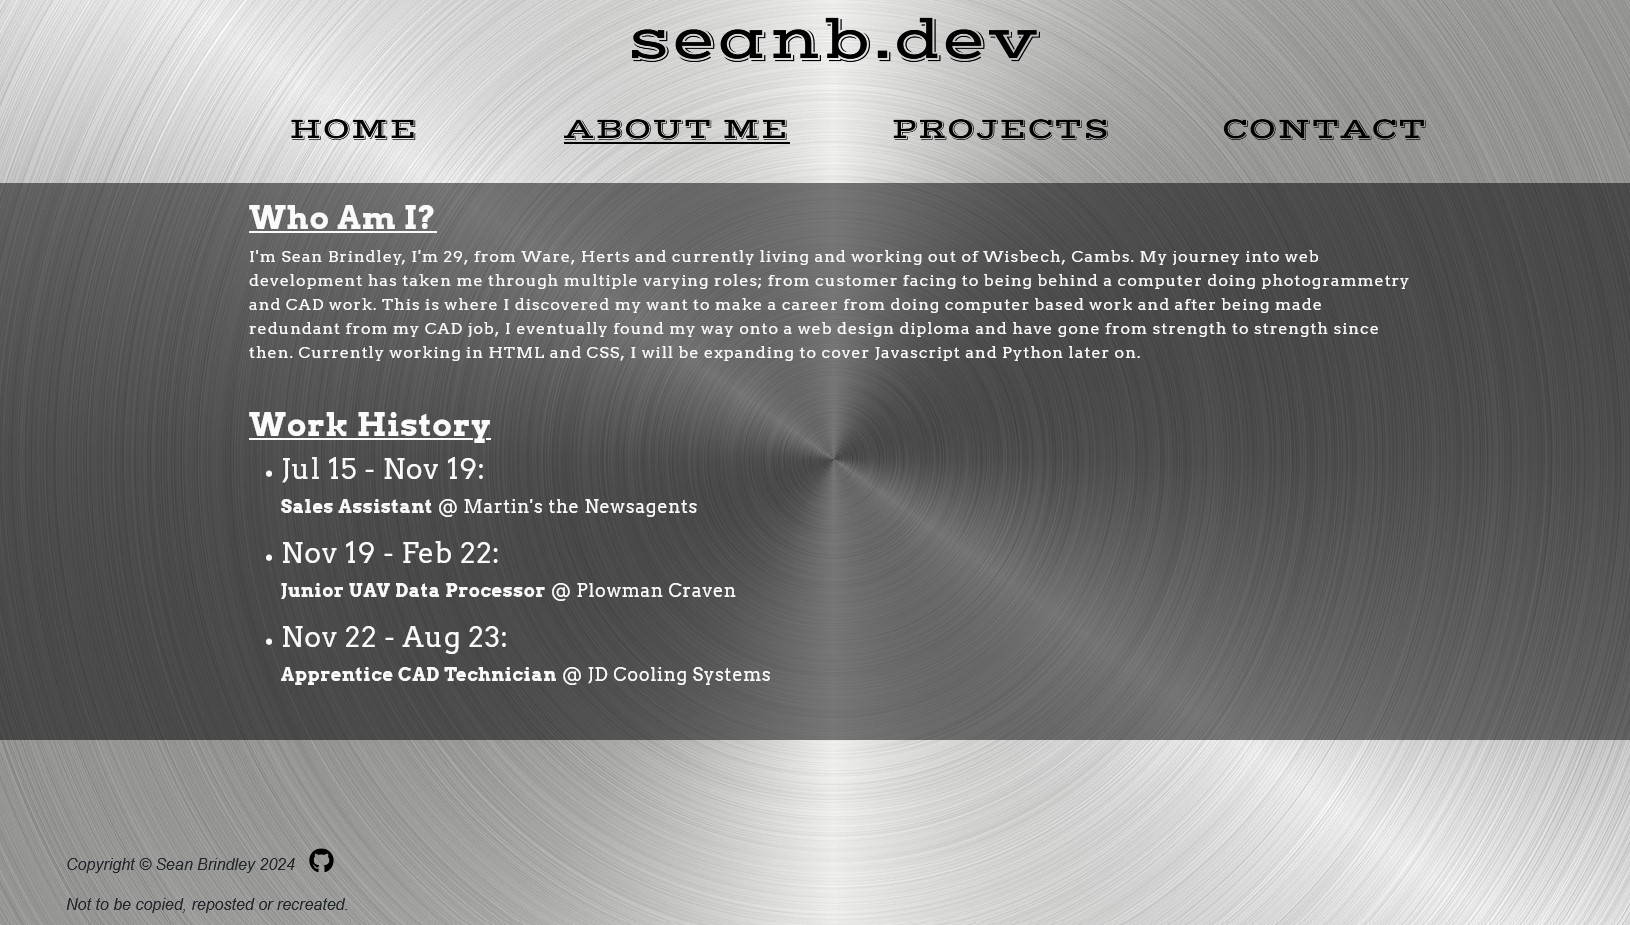 seanb.dev
HOME
ABOUT ME
PROJECTS
CONTACT
Who Am I?
I'm Sean Brindley, I'm 29, from Ware, Herts and currently living and working out of Wisbech, Cambs. My journey into web
development has taken me through multiple varying roles; from customer facing to being behind a computer doing photogrammetry
and CAD work. This is where I discovered my want to make a career from doing computer based work and after being made
redundant from my CAD job, I eventually found my way onto a web design diploma and have gone from strength to strength since
then. Currently working in HTML and CSS, I will be expanding to cover Javascript and Python later on.
Work History
• Jul 15 - Nov 19:
Sales Assistant @ Martin's the Newsagents
• Nov 19 - Feb 22:
Junior UAV Data Processor @ Plowman Craven
• Nov 22 - Aug 23:
Apprentice CAD Technician @ JD Cooling Systems
Copyright © Sean Brindley 2024
Not to be copied, reposted or recreated.